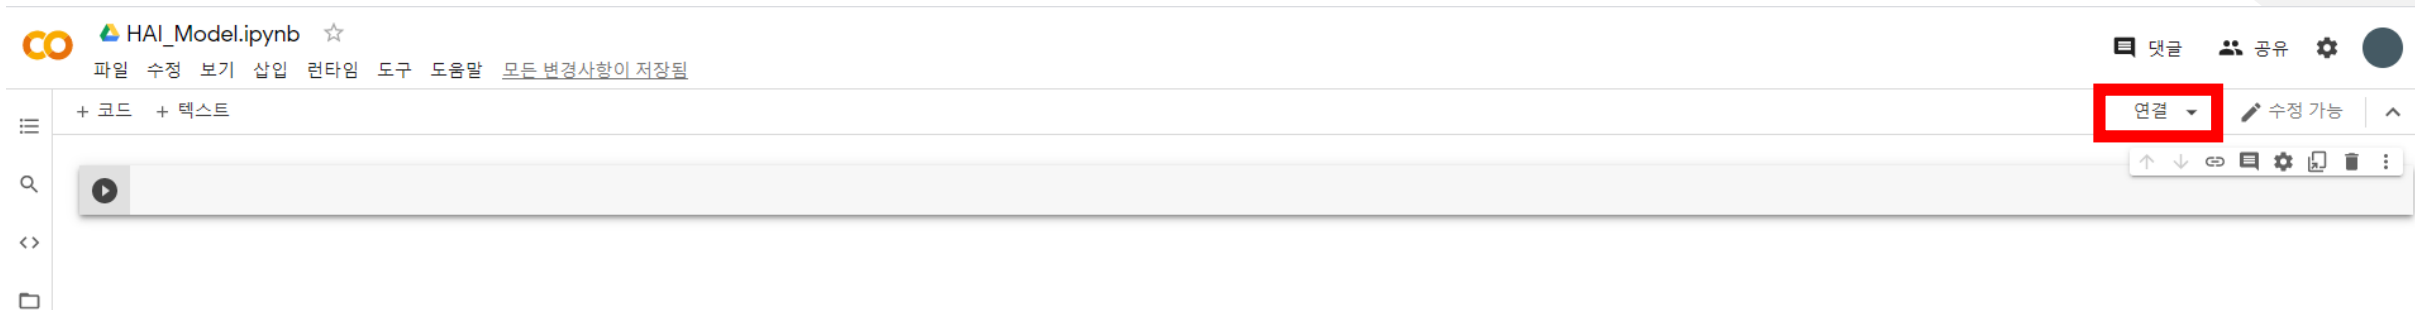 HAI_Model.ipynb
댓글 공유
파일 수정 보기 삽입 런타임 도구 도움말 모든 변경사항이 저장됨
+ 코드 + 텍스트 연결 수정 가능